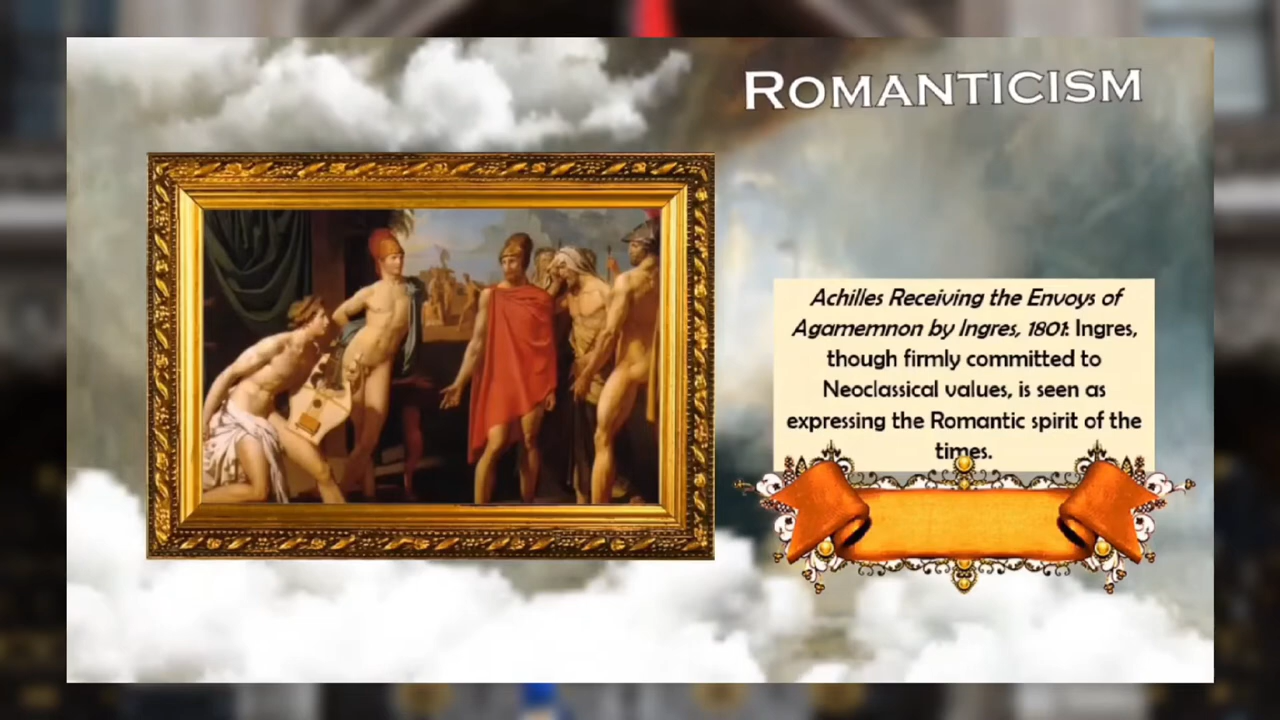 ROMANTICISM
Achilles Receiving the Envoys of
Agamemnon by Ingres, 1801: Ingres,
though firmly committed to
Neoclassical values, is seen as
expressing the Romantic spirit of the
times.